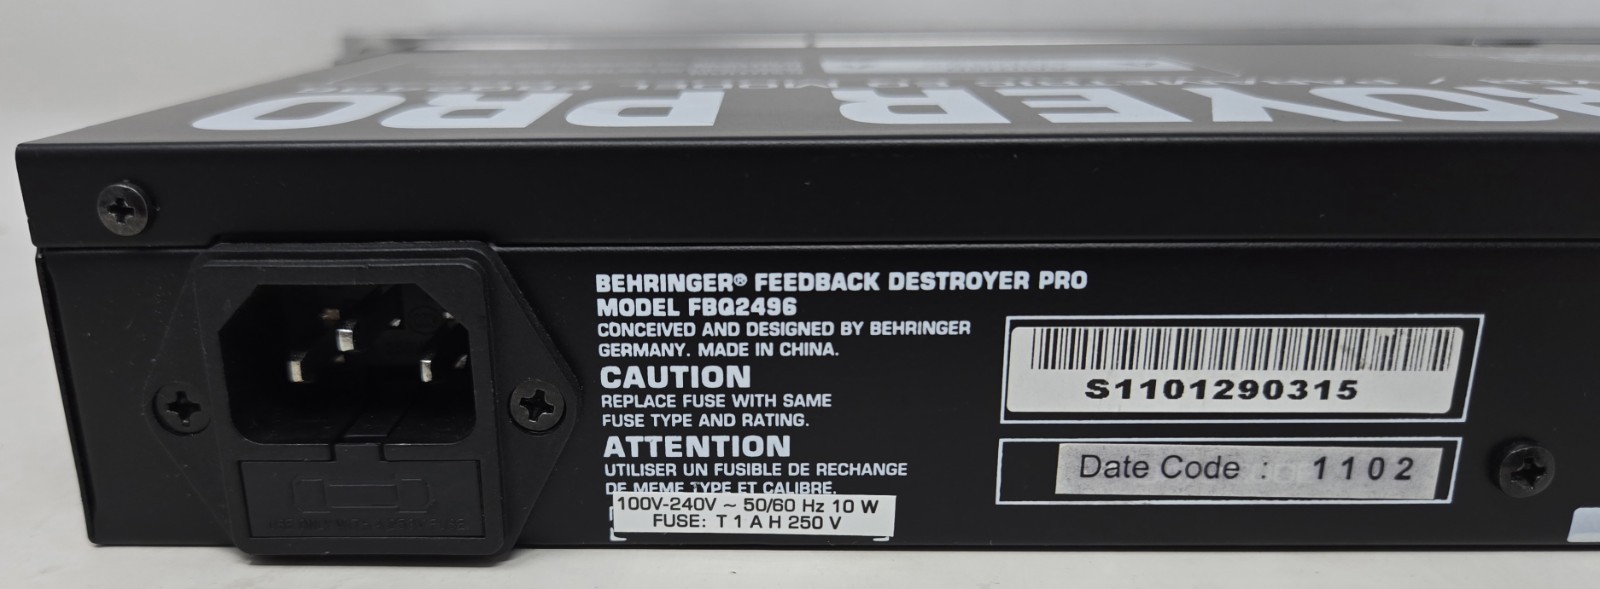 ROYER PRO
BEHRINGER® FEEDBACK DESTROYER PRO
MODEL FBQ2496
CONCEIVED AND DESIGNED BY BEHRINGER
GERMANY. MADE IN CHINA.
CAUTION
REPLACE FUSE WITH SAME
FUSE TYPE AND RATING.
ATTENTION
UTILISER UN FUSIBLE DE RECHANGE
DE MEME TYPE ET CALIBRE.
100V-240V ~ 50/60 Hz 10 W
FUSE: T 1 A H 250 V
S1101290315
Date Code : 1102